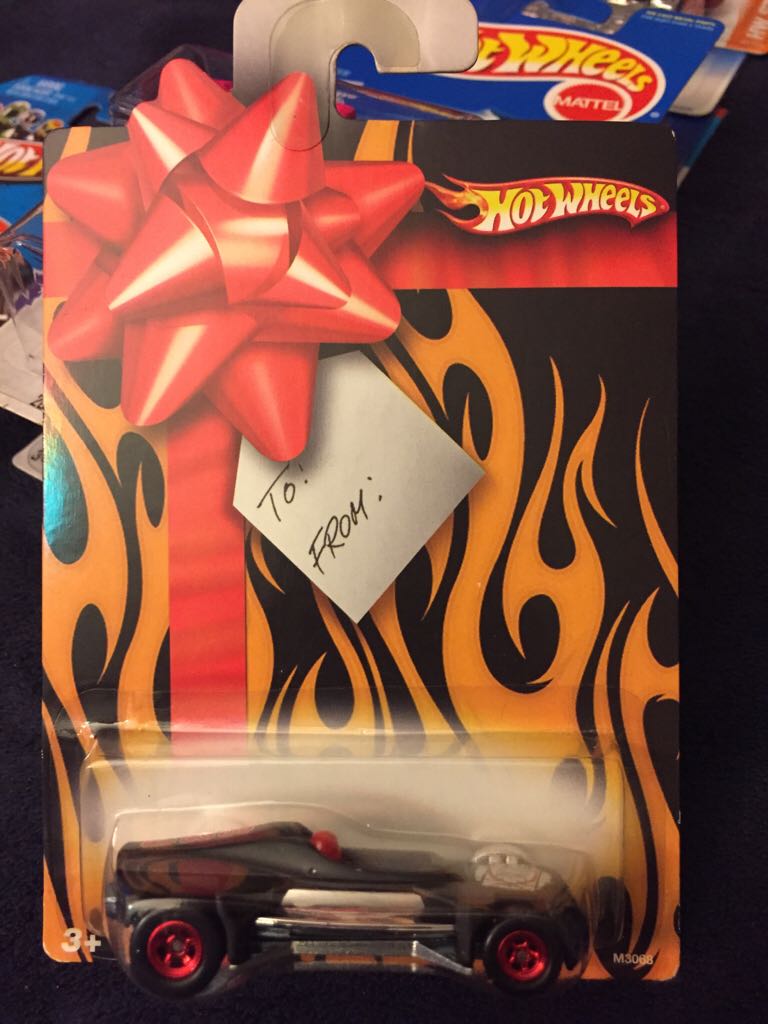 Hot Wheels
MATTEL
Hot Wheels
To:
FROM:
3+
M3068